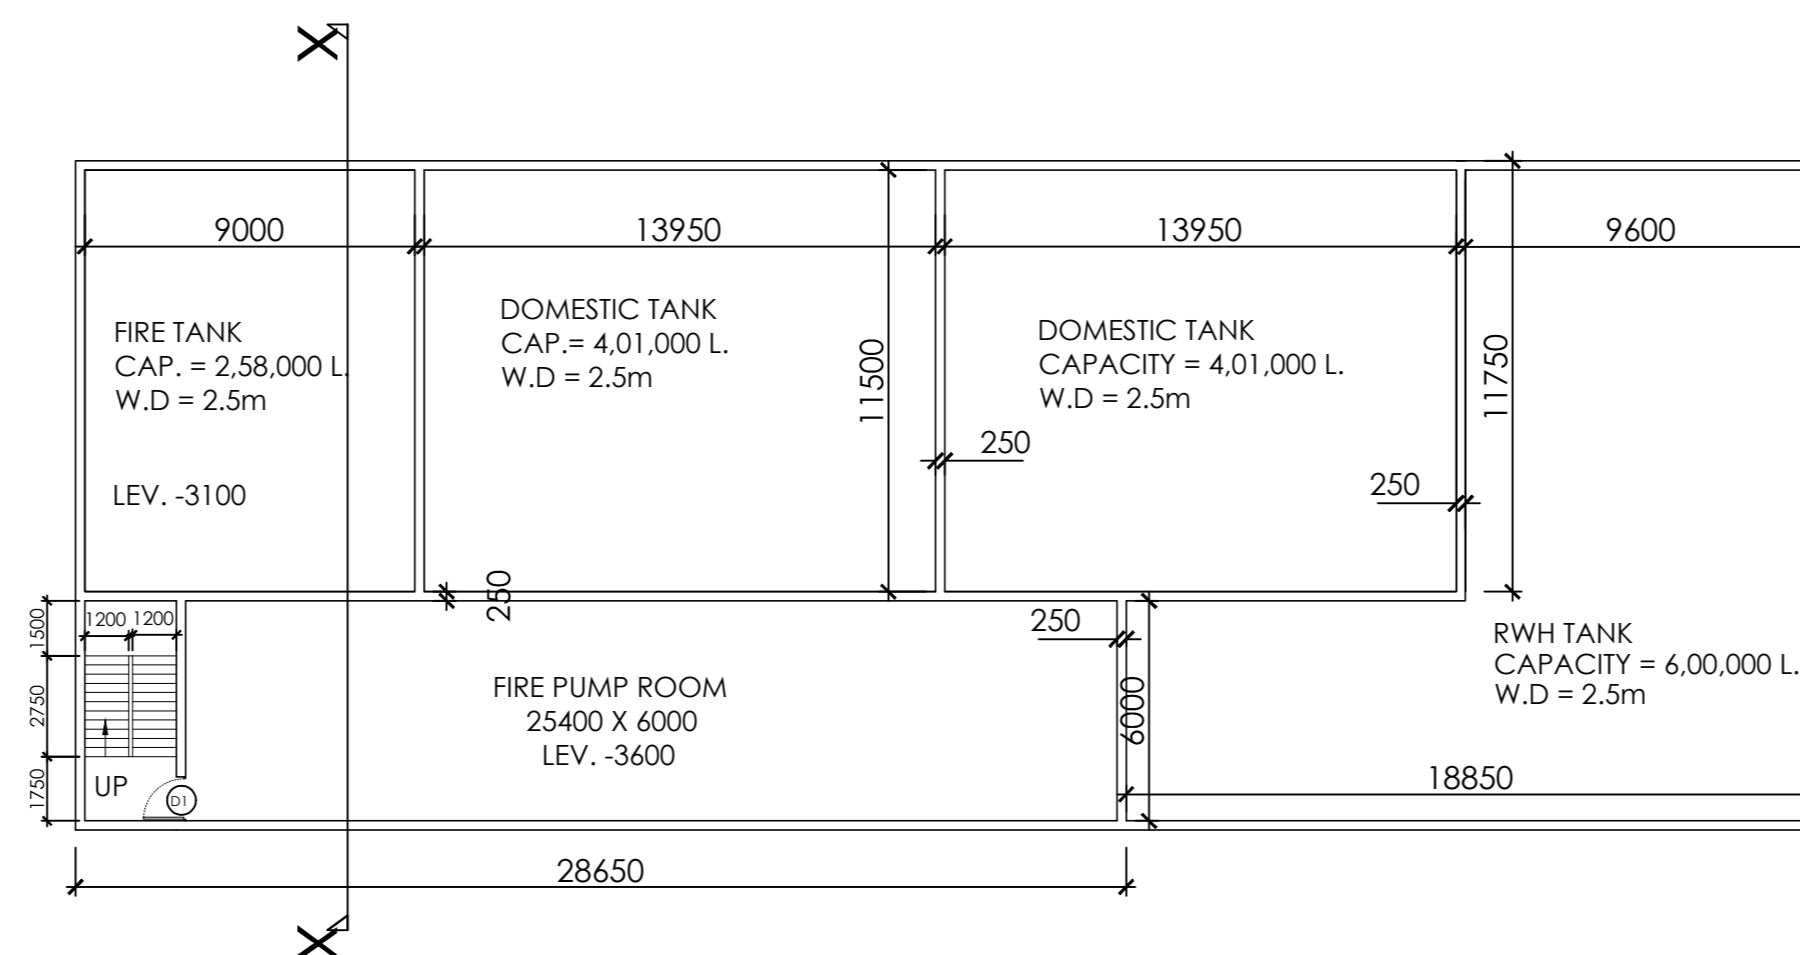 X
9000
13950
13950
9600
FIRE TANK
CAP. = 2,58,000 L.
W.D = 2.5m
LEV. -3100
DOMESTIC TANK
CAP.= 4,01,000 L.
W.D = 2.5m
11500
DOMESTIC TANK
CAPACITY = 4,01,000 L.
W.D = 2.5m
11750
250
250
250
250
1500
1200 1200
2750
1750
UP
D1
FIRE PUMP ROOM
25400 X 6000
LEV. -3600
6000
RWH TANK
CAPACITY = 6,00,000 L.
W.D = 2.5m
18850
28650
X